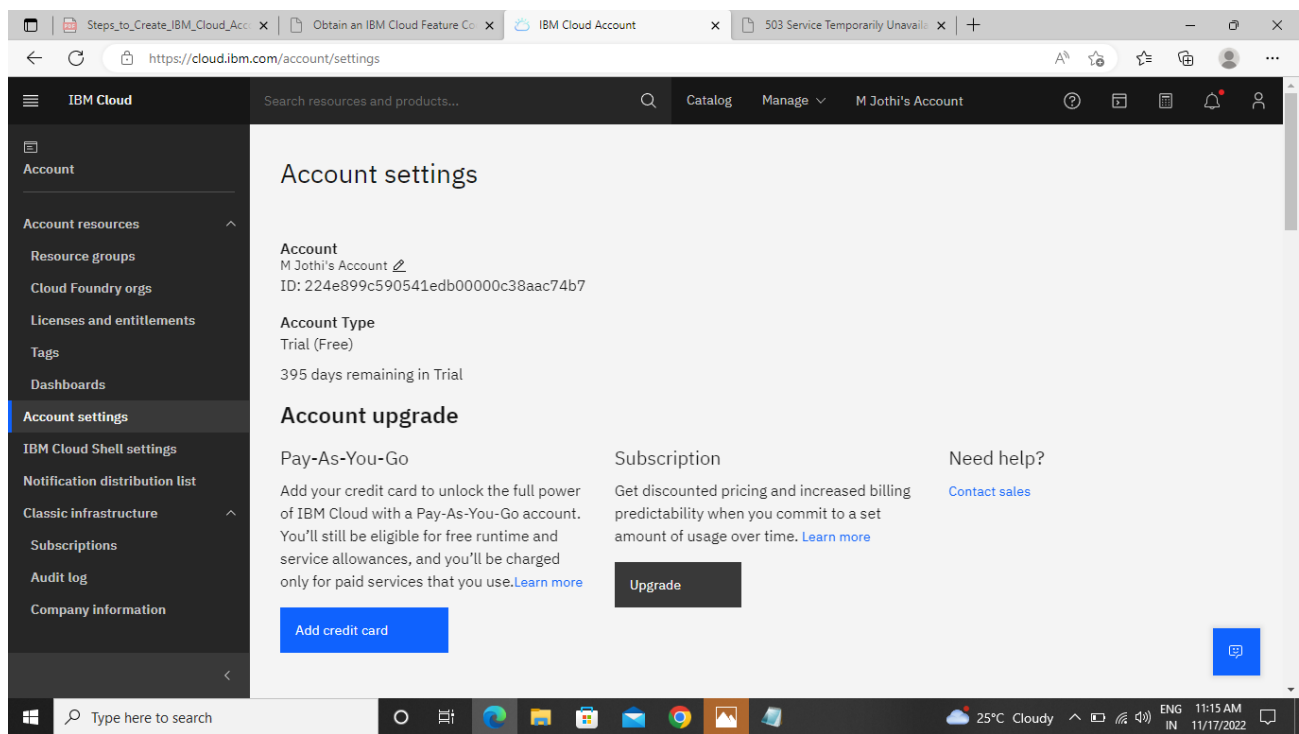 Steps_to_Create_IBM_Cloud_Acc
Obtain an IBM Cloud Feature Co
IBM Cloud Account
503 Service Temporarily Unavaila
https://cloud.ibm.com/account/settings
IBM Cloud
Search resources and products...
Catalog
Manage
M Jothi's Account
Account
Account resources
Resource groups
Cloud Foundry orgs
Licenses and entitlements
Tags
Dashboards
Account settings
IBM Cloud Shell settings
Notification distribution list
Classic infrastructure
Subscriptions
Audit log
Company information
Account settings
Account
M Jothi's Account
ID: 224e899c590541edb00000c38aac74b7
Account Type
Trial (Free)
395 days remaining in Trial
Account upgrade
Pay-As-You-Go
Add your credit card to unlock the full power
of IBM Cloud with a Pay-As-You-Go account.
You'll still be eligible for free runtime and
service allowances, and you'll be charged
only for paid services that you use.Learn more
Add credit card
Subscription
Get discounted pricing and increased billing
predictability when you commit to a set
amount of usage over time. Learn more
Upgrade
Need help?
Contact sales
Type here to search
25°C Cloudy
ENG
IN
11:15 AM
11/17/2022